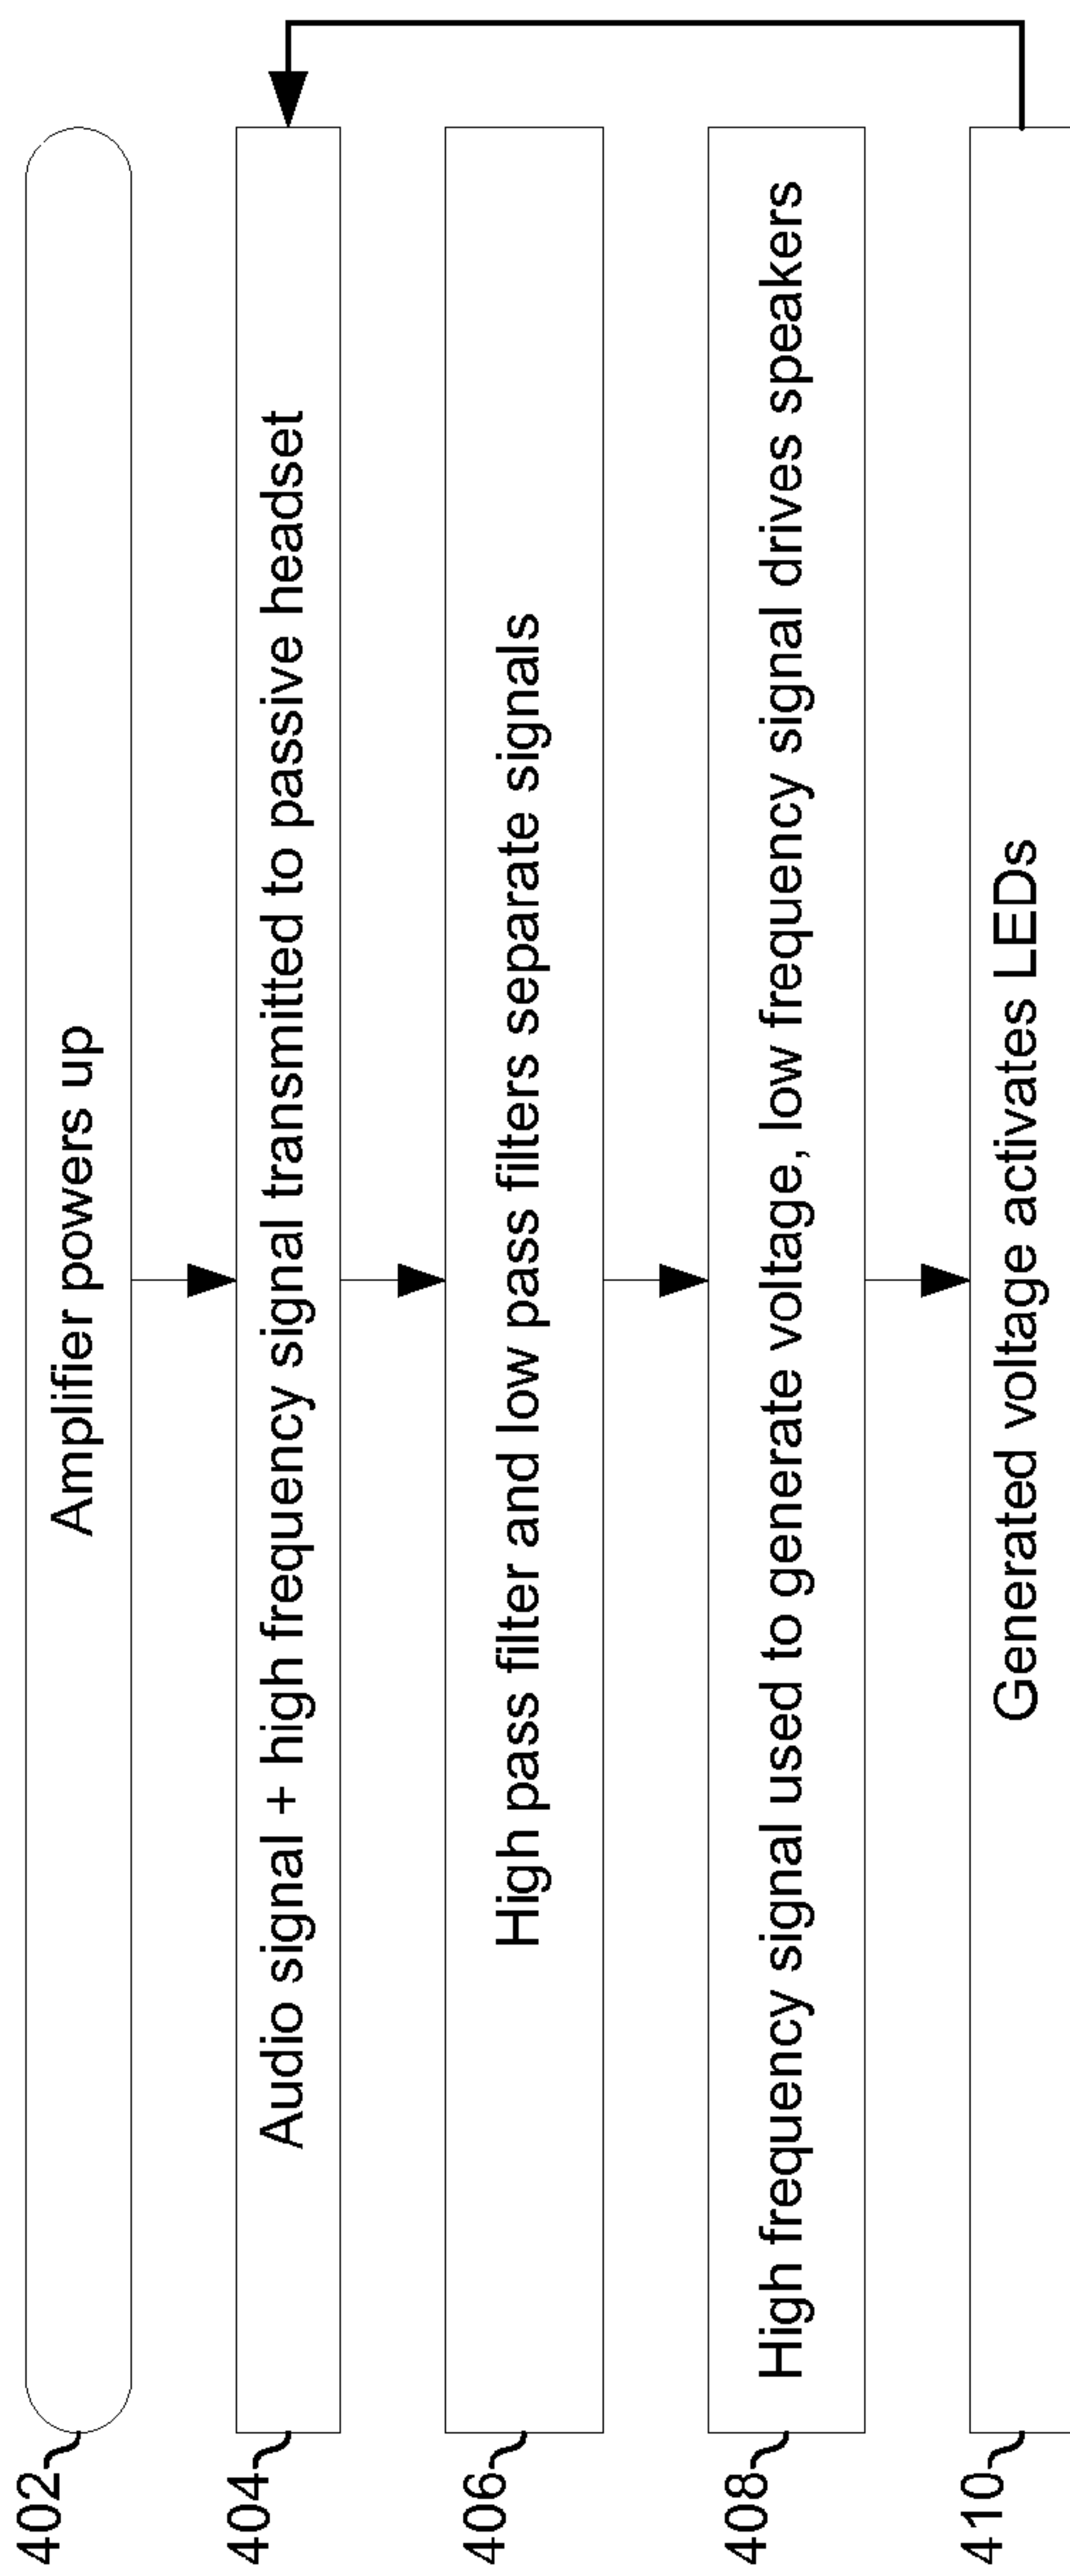 402
Amplifier powers up
404
Audio signal + high frequency signal transmitted to passive headset
406
High pass filter and low pass filters separate signals
408
High frequency signal used to generate voltage, low frequency signal drives speakers
410
Generated voltage activates LEDs